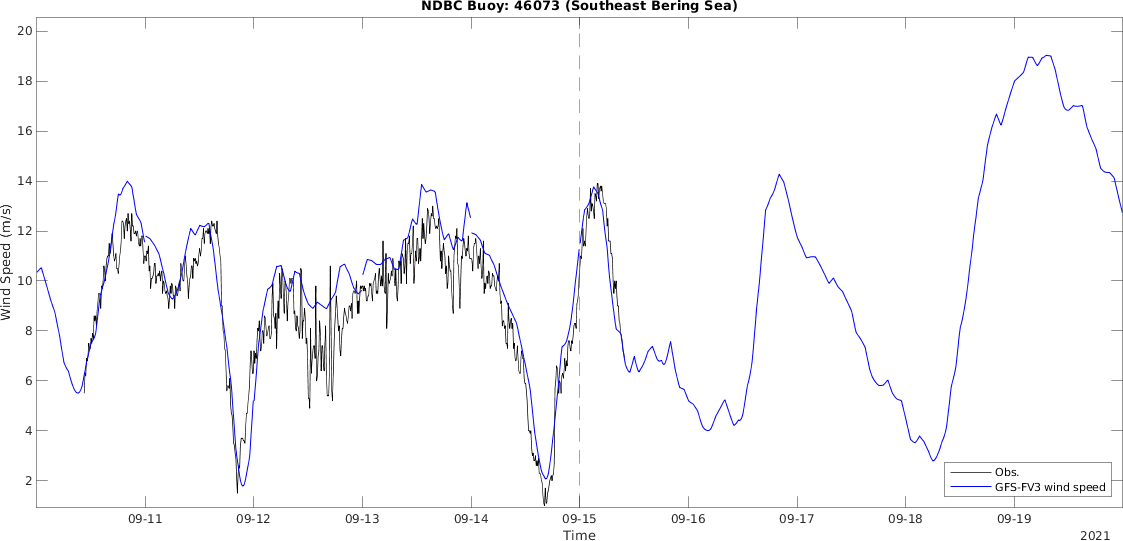 NDBC Buoy: 46073 (Southeast Bering Sea)
20
18
16
14
12
10
8
6
4
2
Wind Speed (m/s)
Obs.
GFS-FV3 wind speed
09-11 09-12 09-13 09-14 09-15 09-16 09-17 09-18 09-19
Time
2021